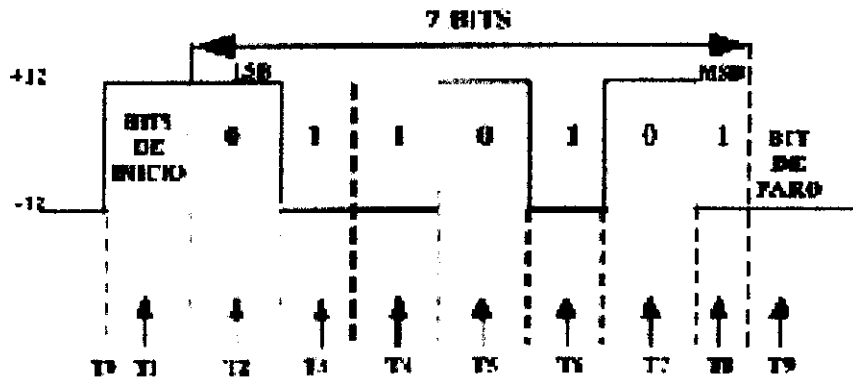 7 BITS
+12 LSB MSB
BITS DE INICIO 0 1 1 0 1 0 1 BIT DE PARO
-12
T0 T1 T2 T3 T4 T5 T6 T7 T8 T9